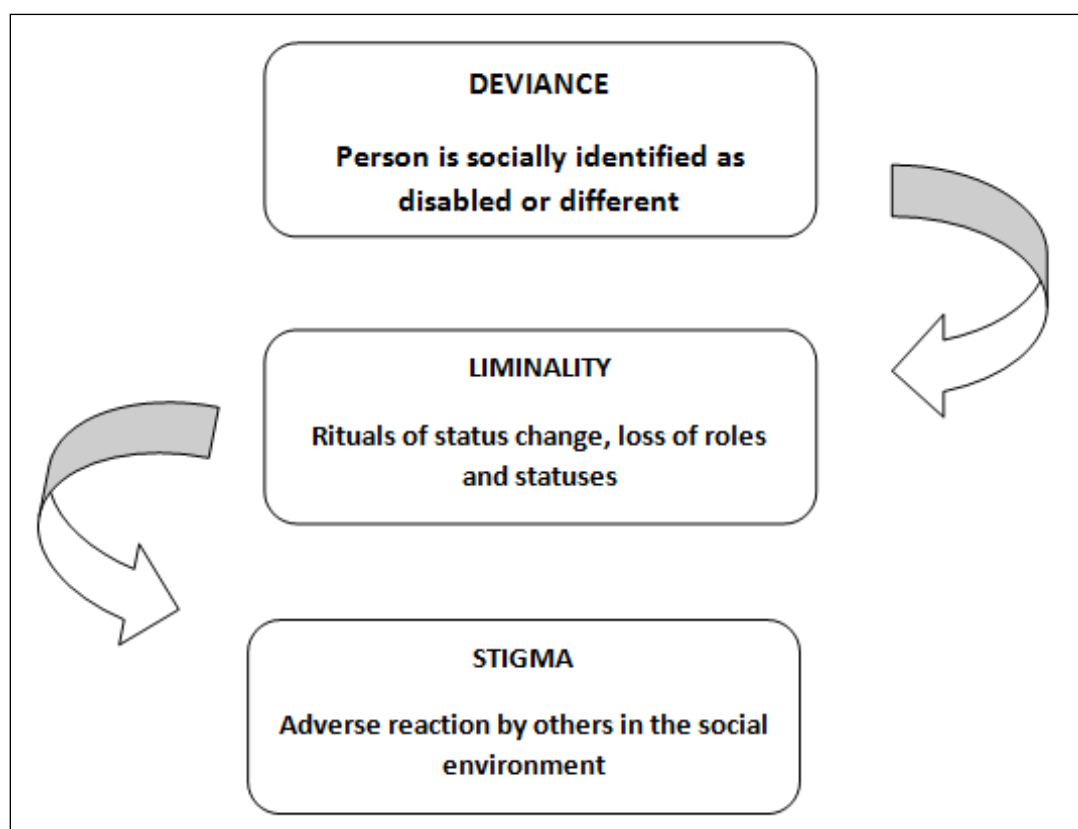 DEVIANCE
Person is socially identified as
disabled or different
LIMINALITY
Rituals of status change, loss of roles
and statuses
STIGMA
Adverse reaction by others in the social
environment